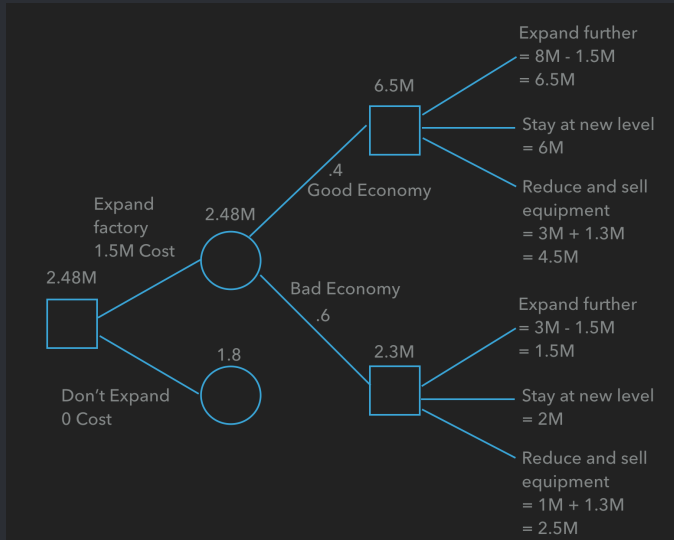 Expand further
= 8M - 1.5M
= 6.5M
6.5M
Stay at new level
= 6M
.4
Good Economy
Reduce and sell
equipment
= 3M + 1.3M
= 4.5M
Expand
factory
1.5M Cost
2.48M
2.48M
Bad Economy
.6
Expand further
= 3M - 1.5M
= 1.5M
2.3M
1.8
Don't Expand
0 Cost
Stay at new level
= 2M
Reduce and sell
equipment
= 1M + 1.3M
= 2.5M